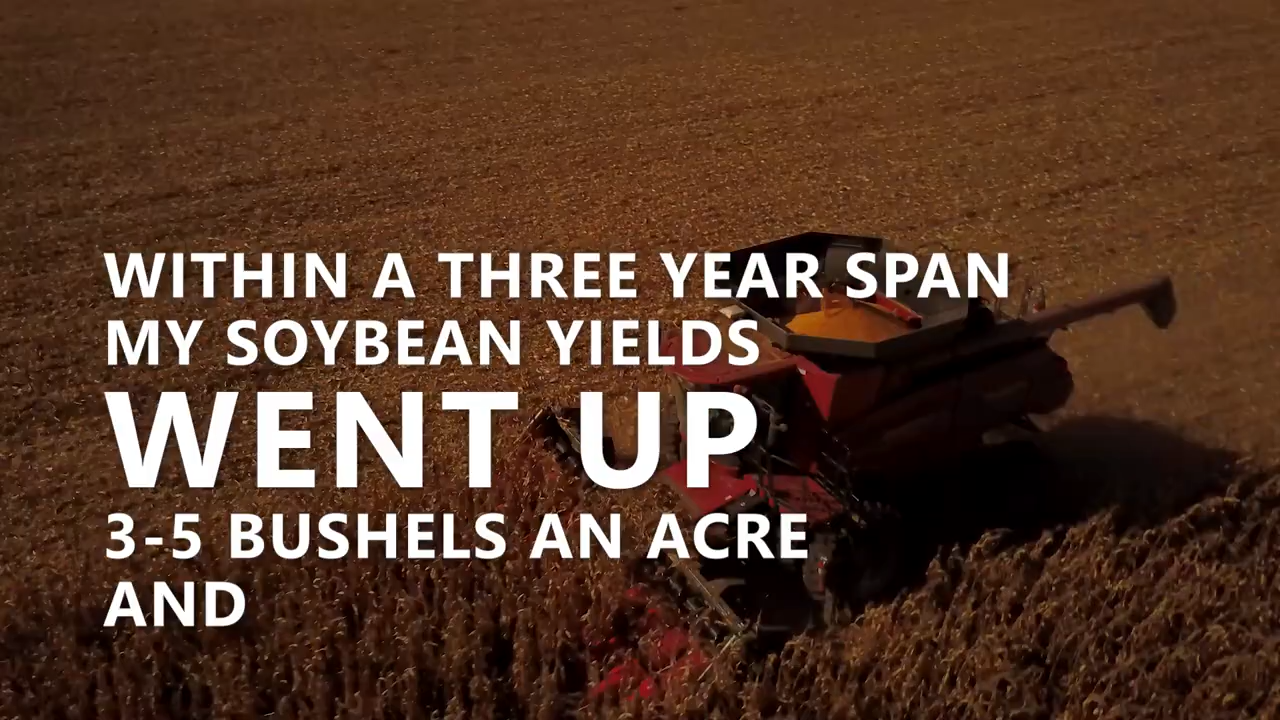 WITHIN A THREE YEAR SPAN
MY SOYBEAN YIELDS
WENT UP
3-5 BUSHELS AN ACRE
AND